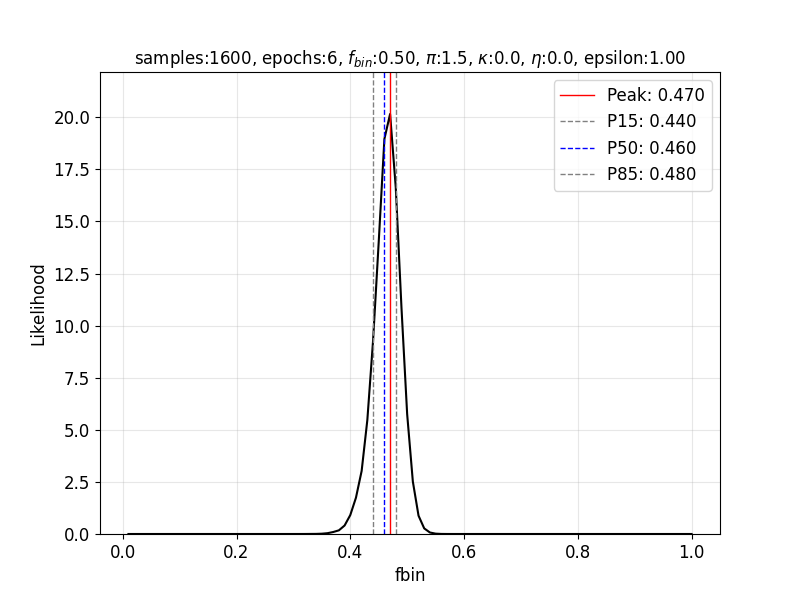 samples:1600, epochs:6, f_bin:0.50, π:1.5, κ:0.0, η:0.0, epsilon:1.00
Peak: 0.470
P15: 0.440
P50: 0.460
P85: 0.480
20.0
17.5
15.0
12.5
10.0
7.5
5.0
2.5
0.0
Likelihood
0.0 0.2 0.4 0.6 0.8 1.0
fbin